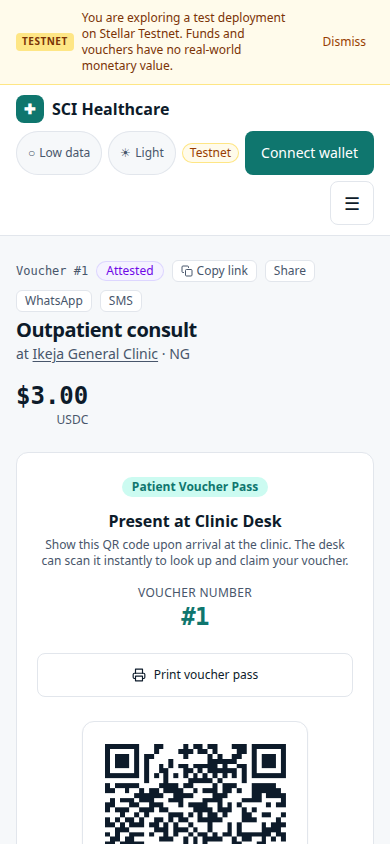 TESTNET
You are exploring a test deployment
on Stellar Testnet. Funds and
vouchers have no real-world
monetary value.
Dismiss
SCI Healthcare
Low data
Light
Testnet
Connect wallet
Voucher #1
Attested
Copy link
Share
WhatsApp
SMS
Outpatient consult
at Ikeja General Clinic · NG
$3.00
USDC
Patient Voucher Pass
Present at Clinic Desk
Show this QR code upon arrival at the clinic. The desk
can scan it instantly to look up and claim your voucher.
VOUCHER NUMBER
#1
Print voucher pass